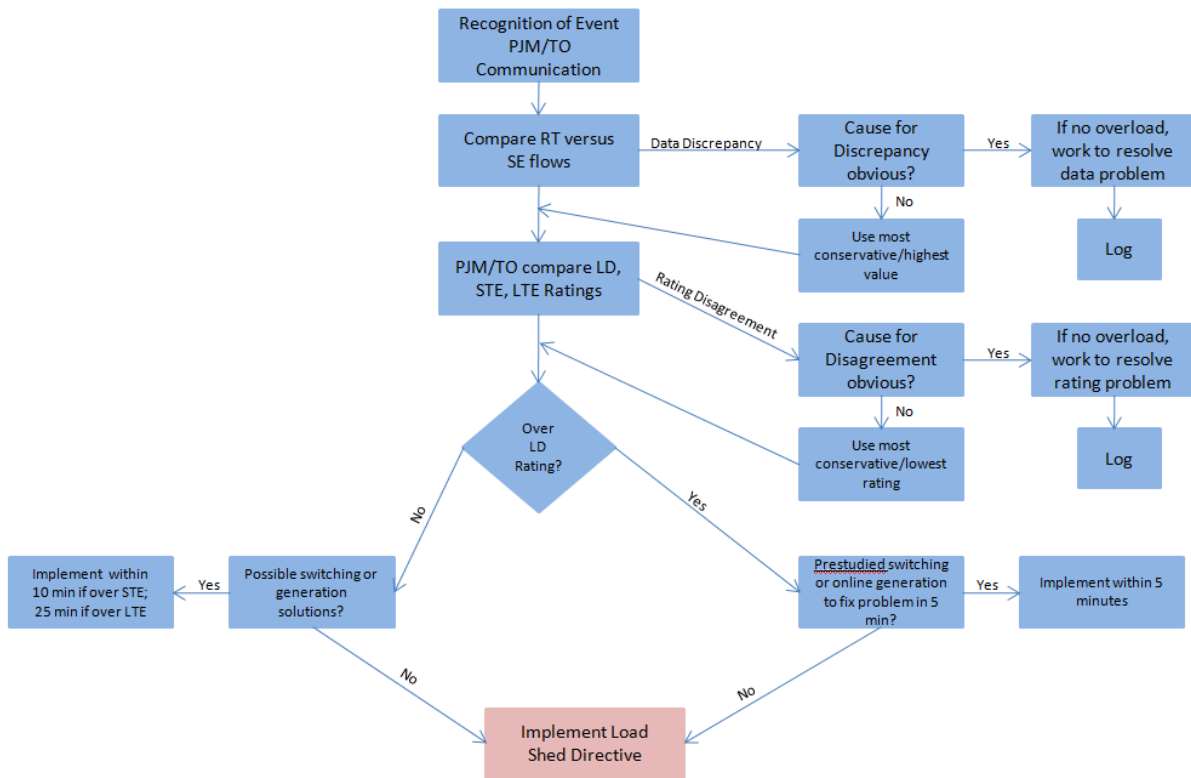 Recognition of Event
PJM/TO
Communication
Compare RT versus
SE flows
Data Discrepancy
Cause for
Discrepancy
obvious?
Yes
If no overload,
work to resolve
data problem
No
Use most
conservative/highest
value
Log
PJM/TO compare LD,
STE, LTE Ratings
Rating Disagreement
Cause for
Disagreement
obvious?
Yes
If no overload,
work to resolve
rating problem
No
Use most
conservative/lowest
rating
Log
Over
LD
Rating?
No
Yes
Implement within
10 min if over STE;
25 min if over LTE
Yes
Possible switching or
generation
solutions?
Prestudied switching
or online generation
to fix problem in 5
min?
Yes
Implement within 5
minutes
No
No
Implement Load
Shed Directive